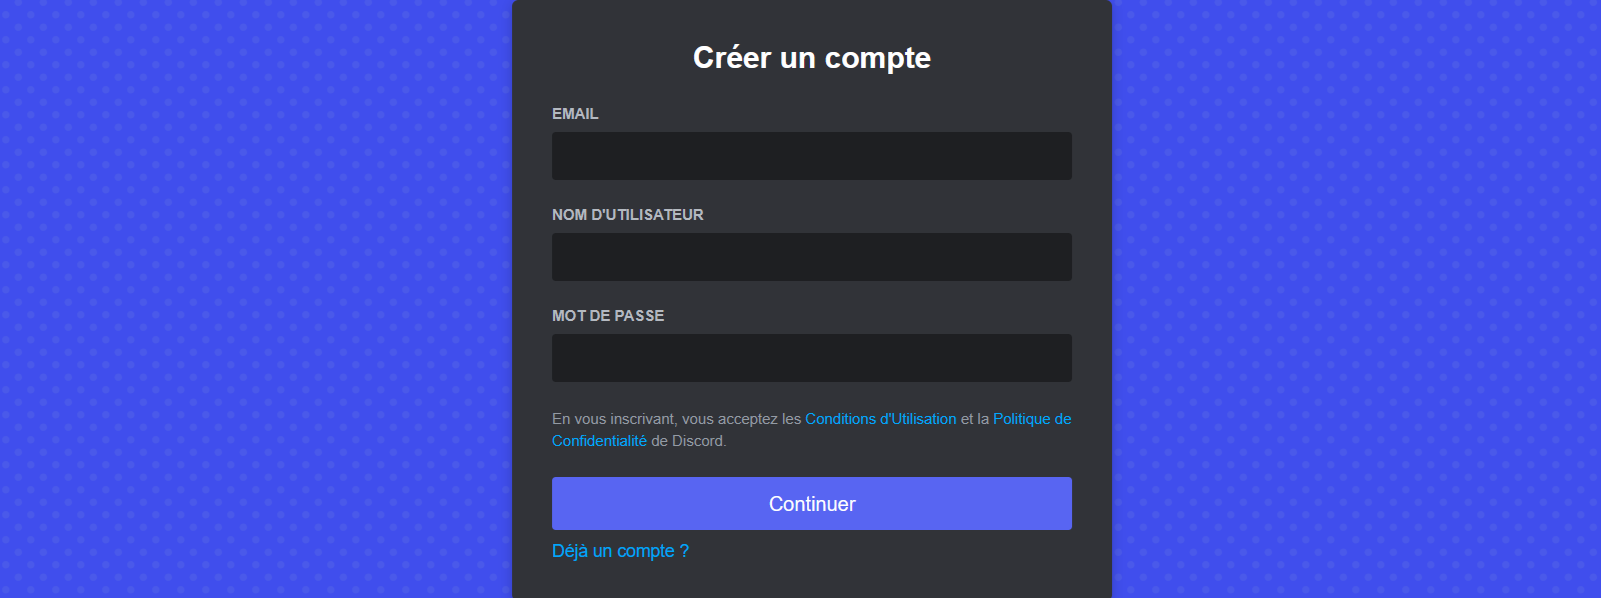 Créer un compte
EMAIL
NOM D'UTILISATEUR
MOT DE PASSE
En vous inscrivant, vous acceptez les Conditions d'Utilisation et la Politique de
Confidentialité de Discord.
Continuer
Déjà un compte ?